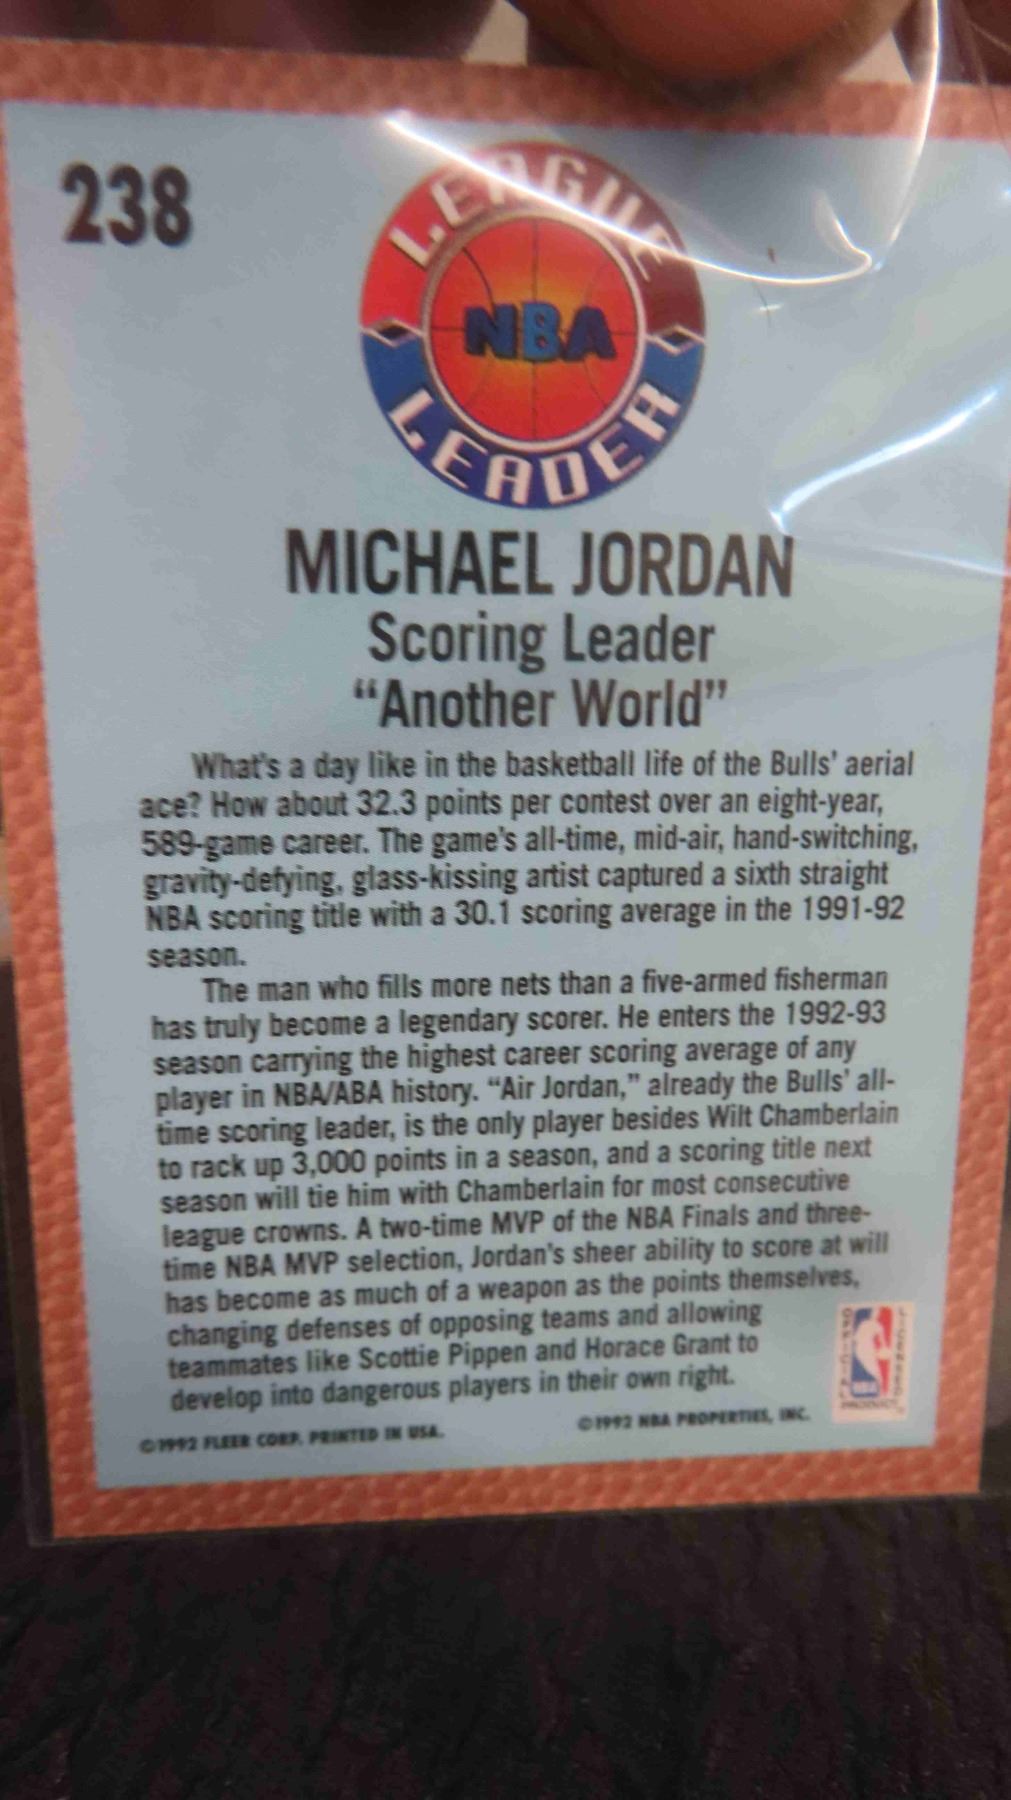 238
LEAGUE
NBA
LEADER
MICHAEL JORDAN
Scoring Leader
“Another World”
What's a day like in the basketball life of the Bulls' aerial
ace? How about 32.3 points per contest over an eight-year,
589-game career. The game's all-time, mid-air, hand-switching,
gravity-defying, glass-kissing artist captured a sixth straight
NBA scoring title with a 30.1 scoring average in the 1991-92
season.
The man who fills more nets than a five-armed fisherman
has truly become a legendary scorer. He enters the 1992-93
season carrying the highest career scoring average of any
player in NBA/ABA history. “Air Jordan,” already the Bulls' all-
time scoring leader, is the only player besides Wilt Chamberlain
to rack up 3,000 points in a season, and a scoring title next
season will tie him with Chamberlain for most consecutive
league crowns. A two-time MVP of the NBA Finals and three-
time NBA MVP selection, Jordan's sheer ability to score at will
has become as much of a weapon as the points themselves,
changing defenses of opposing teams and allowing
teammates like Scottie Pippen and Horace Grant to
develop into dangerous players in their own right.
OFFICIAL
LICENSED
NBA
PRODUCT
©1992 FLEER CORP. PRINTED IN USA.
©1992 NBA PROPERTIES, INC.